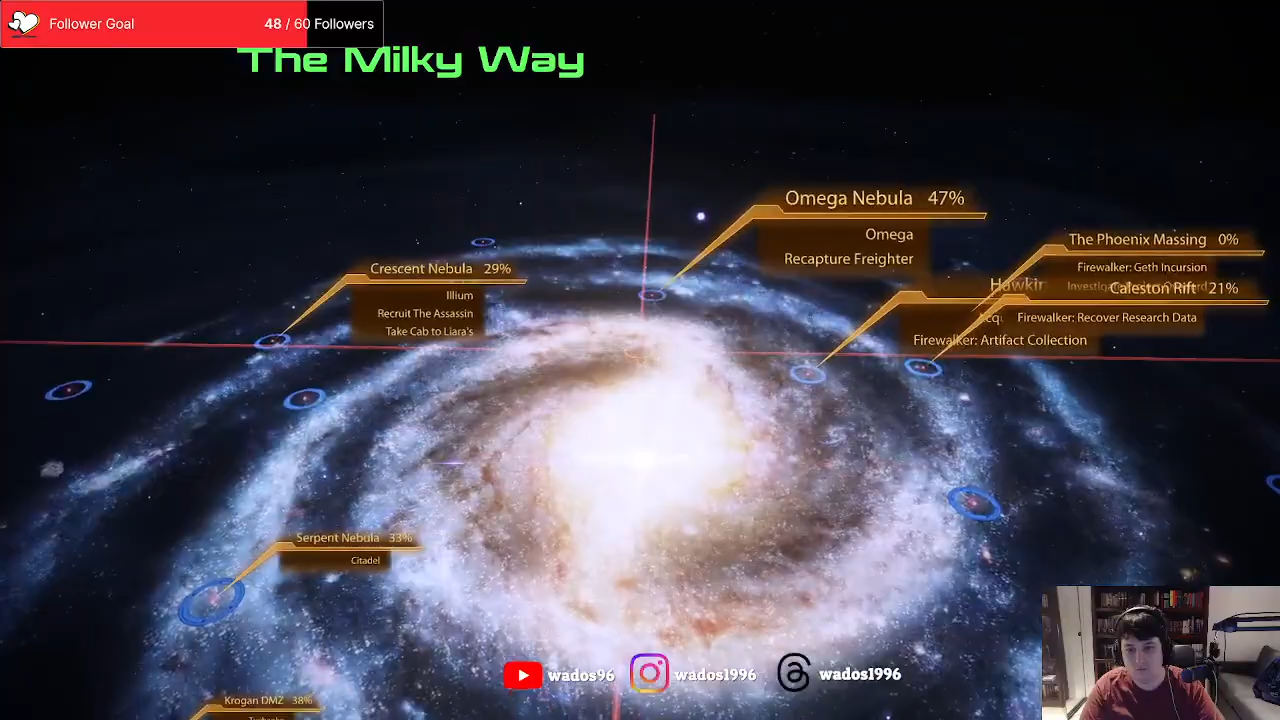 Follower Goal 48 / 60 Followers
The Milky Way
Omega Nebula 47%
Omega
Recapture Freighter
The Phoenix Massing 0%
Firewalker: Geth Incursion
Crescent Nebula 29%
Illium
Recruit The Assassin
Take Cab to Liara's
Caleston Rift 21%
Firewalker: Recover Research Data
Firewalker: Artifact Collection
Serpent Nebula 33%
Citadel
Krogan DMZ 38%
wados96
wados1996
wados1996